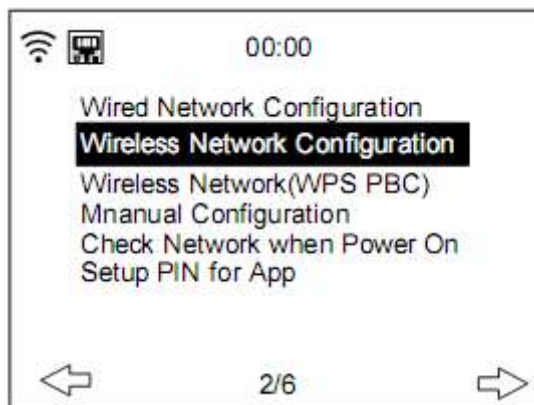 00:00
Wired Network Configuration
Wireless Network Configuration
Wireless Network(WPS PBC)
Mnanual Configuration
Check Network when Power On
Setup PIN for App
2/6